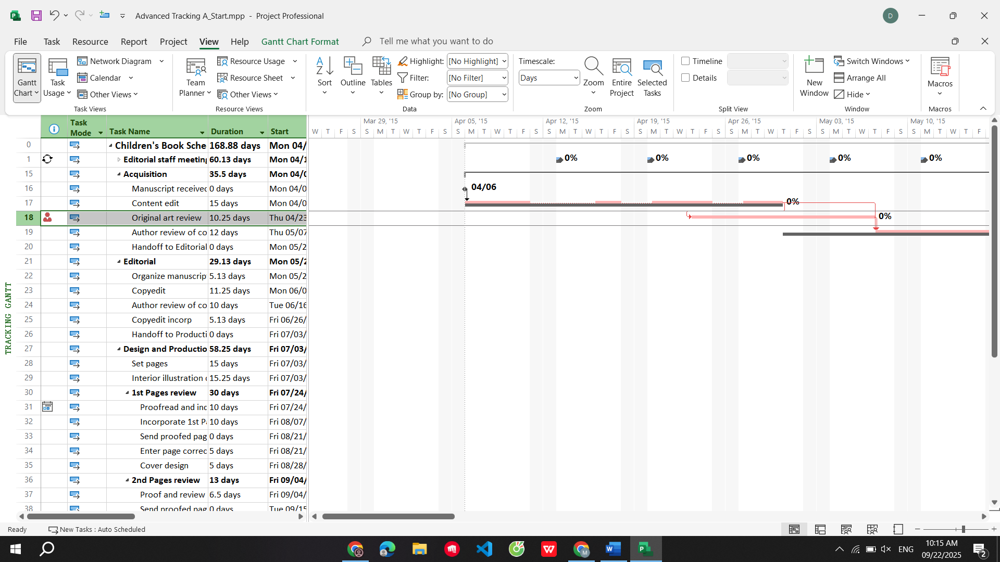 Advanced Tracking A_Start.mpp - Project Professional
D
File Task Resource Report Project View Help Gantt Chart Format Tell me what you want to do
Gantt Chart
Task Usage
Network Diagram
Calendar
Other Views
Task Views
Team Planner
Resource Usage
Resource Sheet
Other Views
Resource Views
Sort
Outline
Tables
Highlight: [No Highlight]
Filter: [No Filter]
Group by: [No Group]
Data
Timescale:
Days
Zoom
Entire Project
Selected Tasks
Zoom
Timeline
Details
Split View
New Window
Switch Windows
Arrange All
Hide
Window
Macros
Macros
Task Mode Task Name Duration Start
Mar 29, '15 Apr 05, '15 Apr 12, '15 Apr 19, '15 Apr 26, '15 May 03, '15 May 10, '15
W T F S S M T W T F S S M T W T F S S M T W T F S S M T W T F S S M T W T F S S M T W T F S S M T W T F
0 Children's Book Sche 168.88 days Mon 04/
1 Editorial staff meeting 60.13 days Mon 04/1 0% 0% 0% 0% 0%
15 Acquisition 35.5 days Mon 04/0
16 Manuscript received 0 days Mon 04/0 04/06
17 Content edit 15 days Mon 04/0 0%
18 Original art review 10.25 days Thu 04/23 0%
19 Author review of co 12 days Thu 05/07
20 Handoff to Editorial 0 days Mon 05/2
21 Editorial 29.13 days Mon 05/2
22 Organize manuscrip 5.13 days Mon 05/2
23 Copyedit 11.25 days Mon 06/0
24 Author review of co 10 days Tue 06/16
25 Copyedit incorp 5.13 days Fri 06/26/
26 Handoff to Producti 0 days Fri 07/03/
27 Design and Productio 58.25 days Fri 07/03/
28 Set pages 15 days Fri 07/03/
29 Interior illustration 15.25 days Fri 07/03/
30 1st Pages review 30 days Fri 07/24/
31 Proofread and inc 10 days Fri 07/24/
32 Incorporate 1st P 10 days Fri 08/07/
33 Send proofed pag 0 days Fri 08/21/
34 Enter page correc 5 days Fri 08/21/
35 Cover design 5 days Fri 08/28/
36 2nd Pages review 13 days Fri 09/04/
37 Proof and review 6.5 days Fri 09/04/
38 Send proofed pag 0 days Tue 09/15
TRACKING GANTT
Ready New Tasks : Auto Scheduled
ENG
10:15 AM
09/22/2025
2